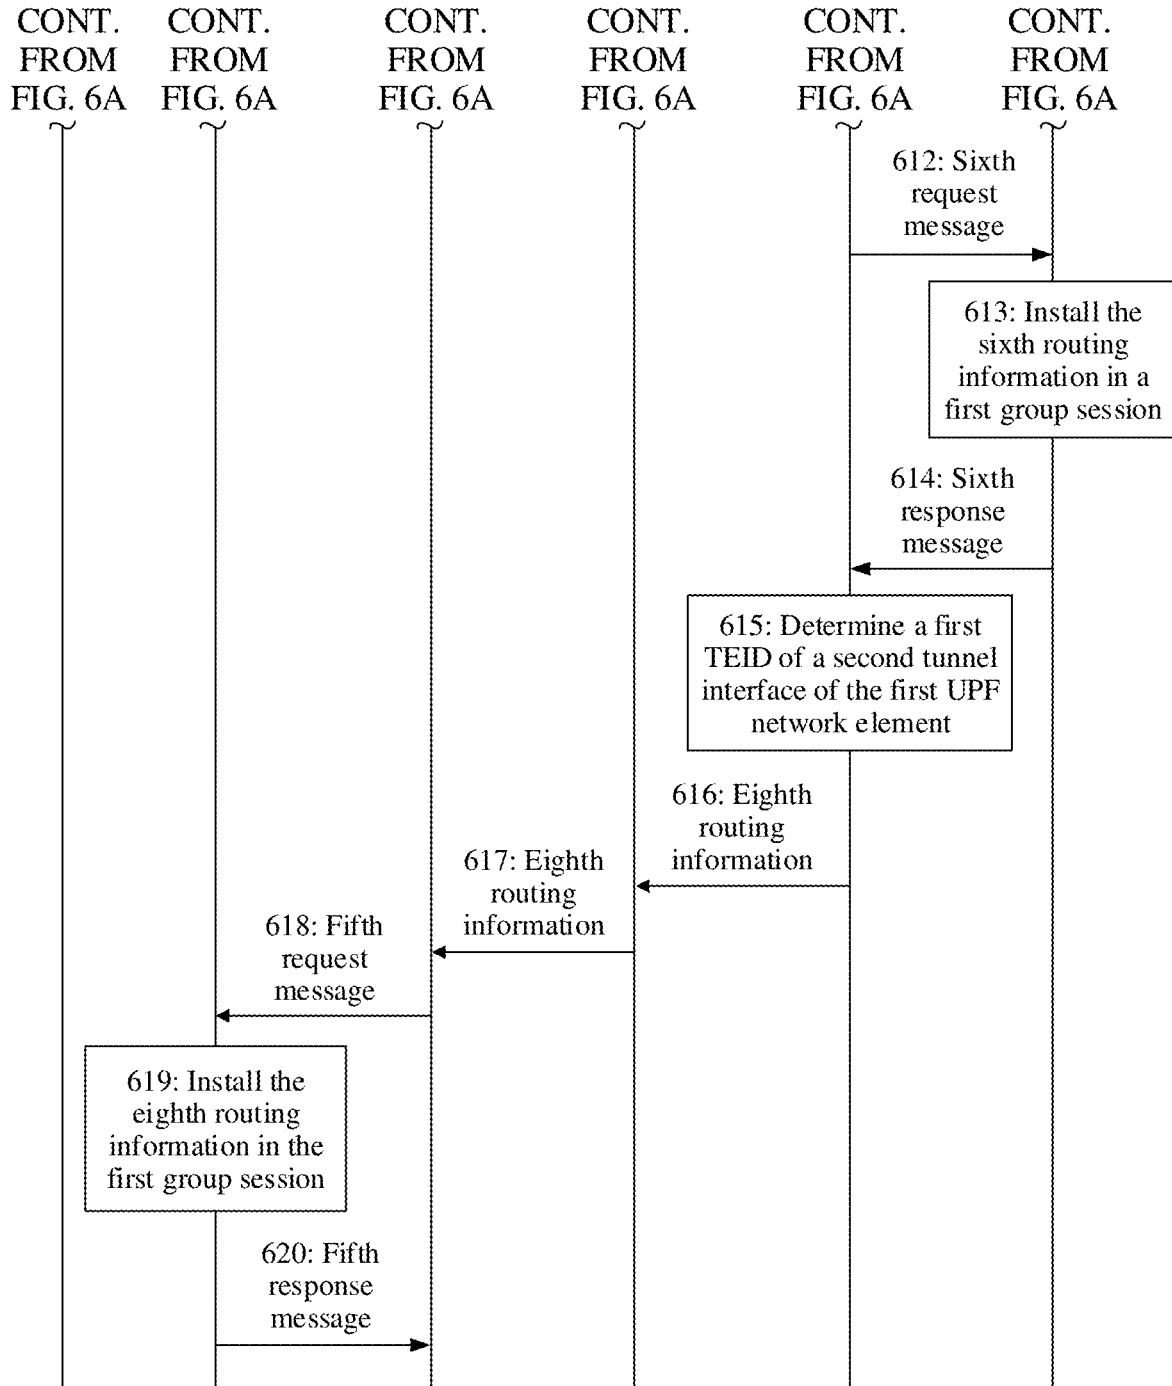 CONT. CONT. CONT. CONT. CONT. CONT.
FROM FROM FROM FROM FROM FROM
FIG. 6A FIG. 6A FIG. 6A FIG. 6A FIG. 6A FIG. 6A
612: Sixth
request
message
613: Install the
sixth routing
information in a
first group session
614: Sixth
response
message
615: Determine a first
TEID of a second tunnel
interface of the first UPF
network element
616: Eighth
routing
information
617: Eighth
routing
information
618: Fifth
request
message
619: Install the
eighth routing
information in the
first group session
620: Fifth
response
message